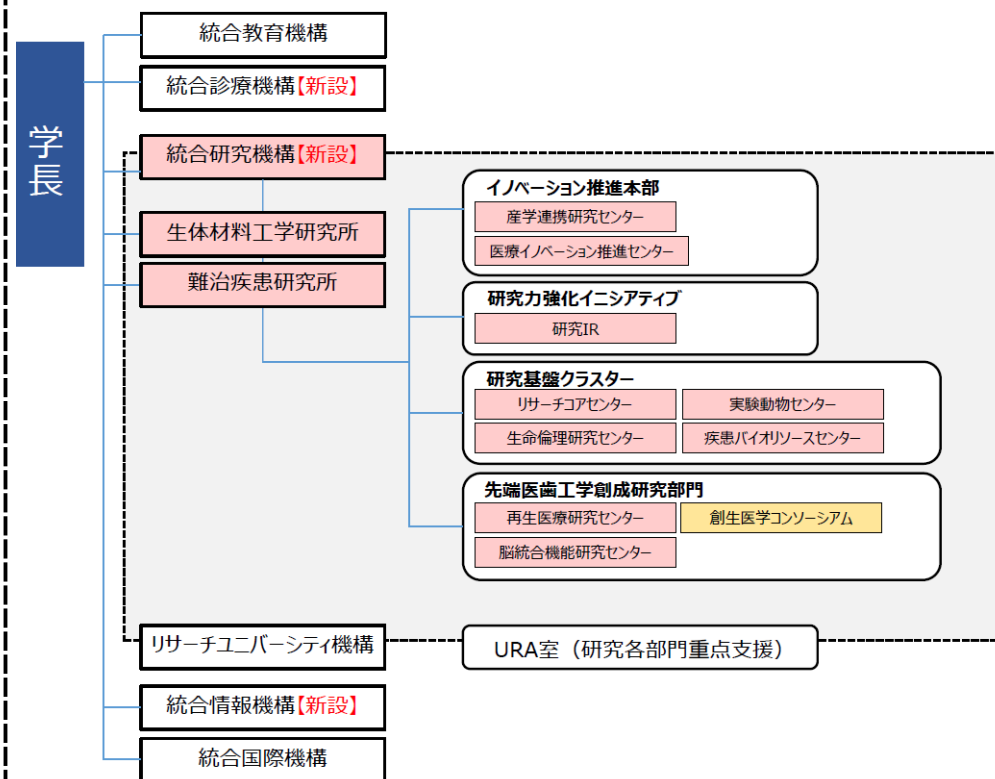 学長
統合教育機構
統合診療機構【新設】
統合研究機構【新設】
生体材料工学研究所
難治疾患研究所
イノベーション推進本部
産学連携研究センター
医療イノベーション推進センター
研究力強化イニシアティブ
研究IR
研究基盤クラスター
リサーチコアセンター
実験動物センター
生命倫理研究センター
疾患バイオリソースセンター
先端医歯工学創成研究部門
再生医療研究センター
創生医学コンソーシアム
脳統合機能研究センター
リサーチユニバーシティ機構
URA室（研究各部門重点支援）
統合情報機構【新設】
統合国際機構